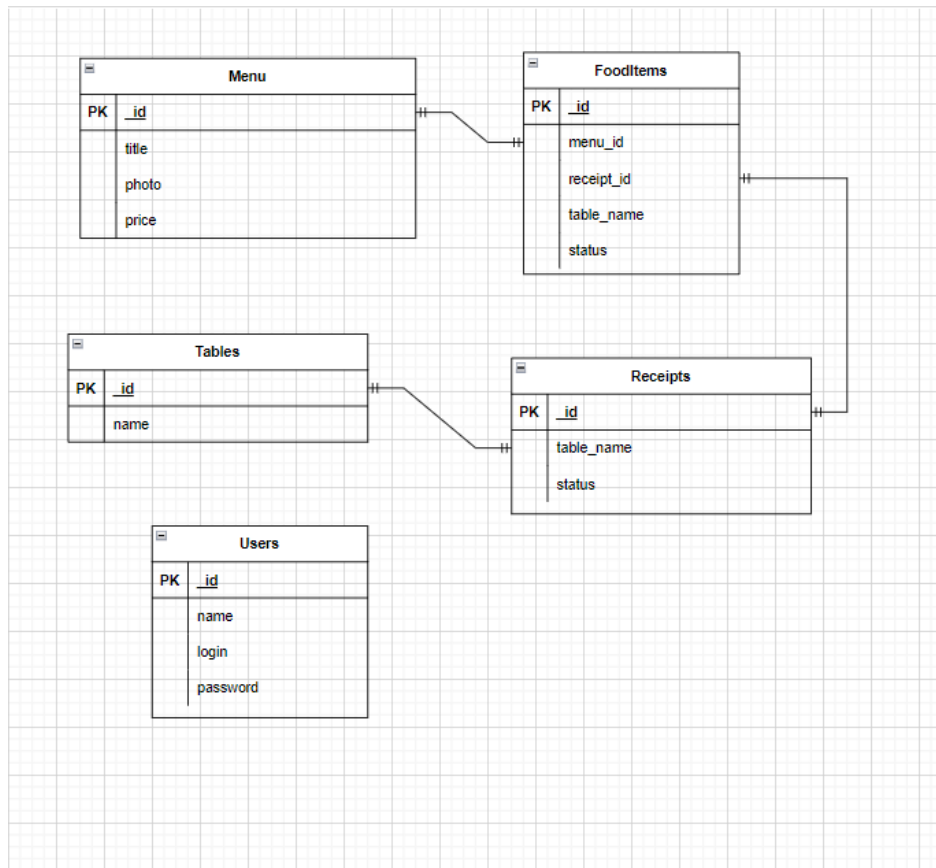 Menu
PK _id
title
photo
price
FoodItems
PK _id
menu_id
receipt_id
table_name
status
Tables
PK _id
name
Receipts
PK _id
table_name
status
Users
PK _id
name
login
password